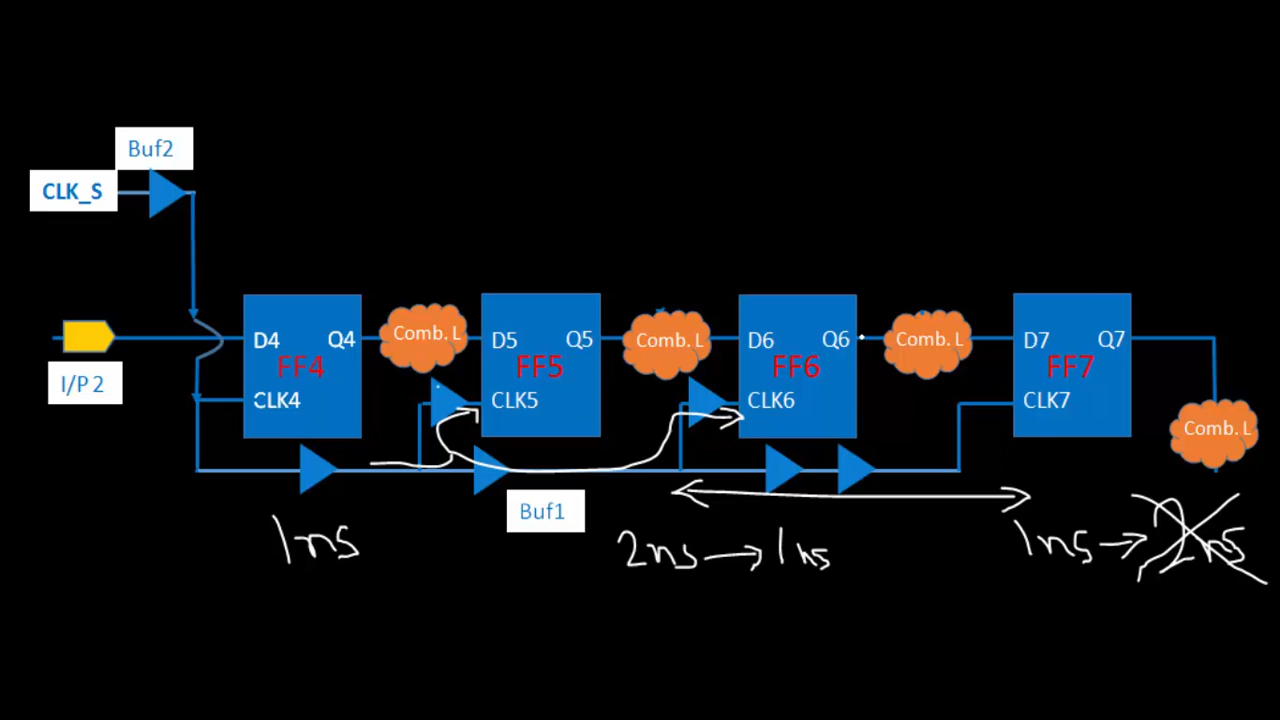 Buf2
CLK_S
I/P 2
D4 Q4
FF4
CLK4
Comb. L
D5 Q5
FF5
CLK5
Comb. L
D6 Q6
FF6
CLK6
Comb. L
D7 Q7
FF7
CLK7
Comb. L
Buf1
1ns
2ns → 1ns
1ns → 2ns